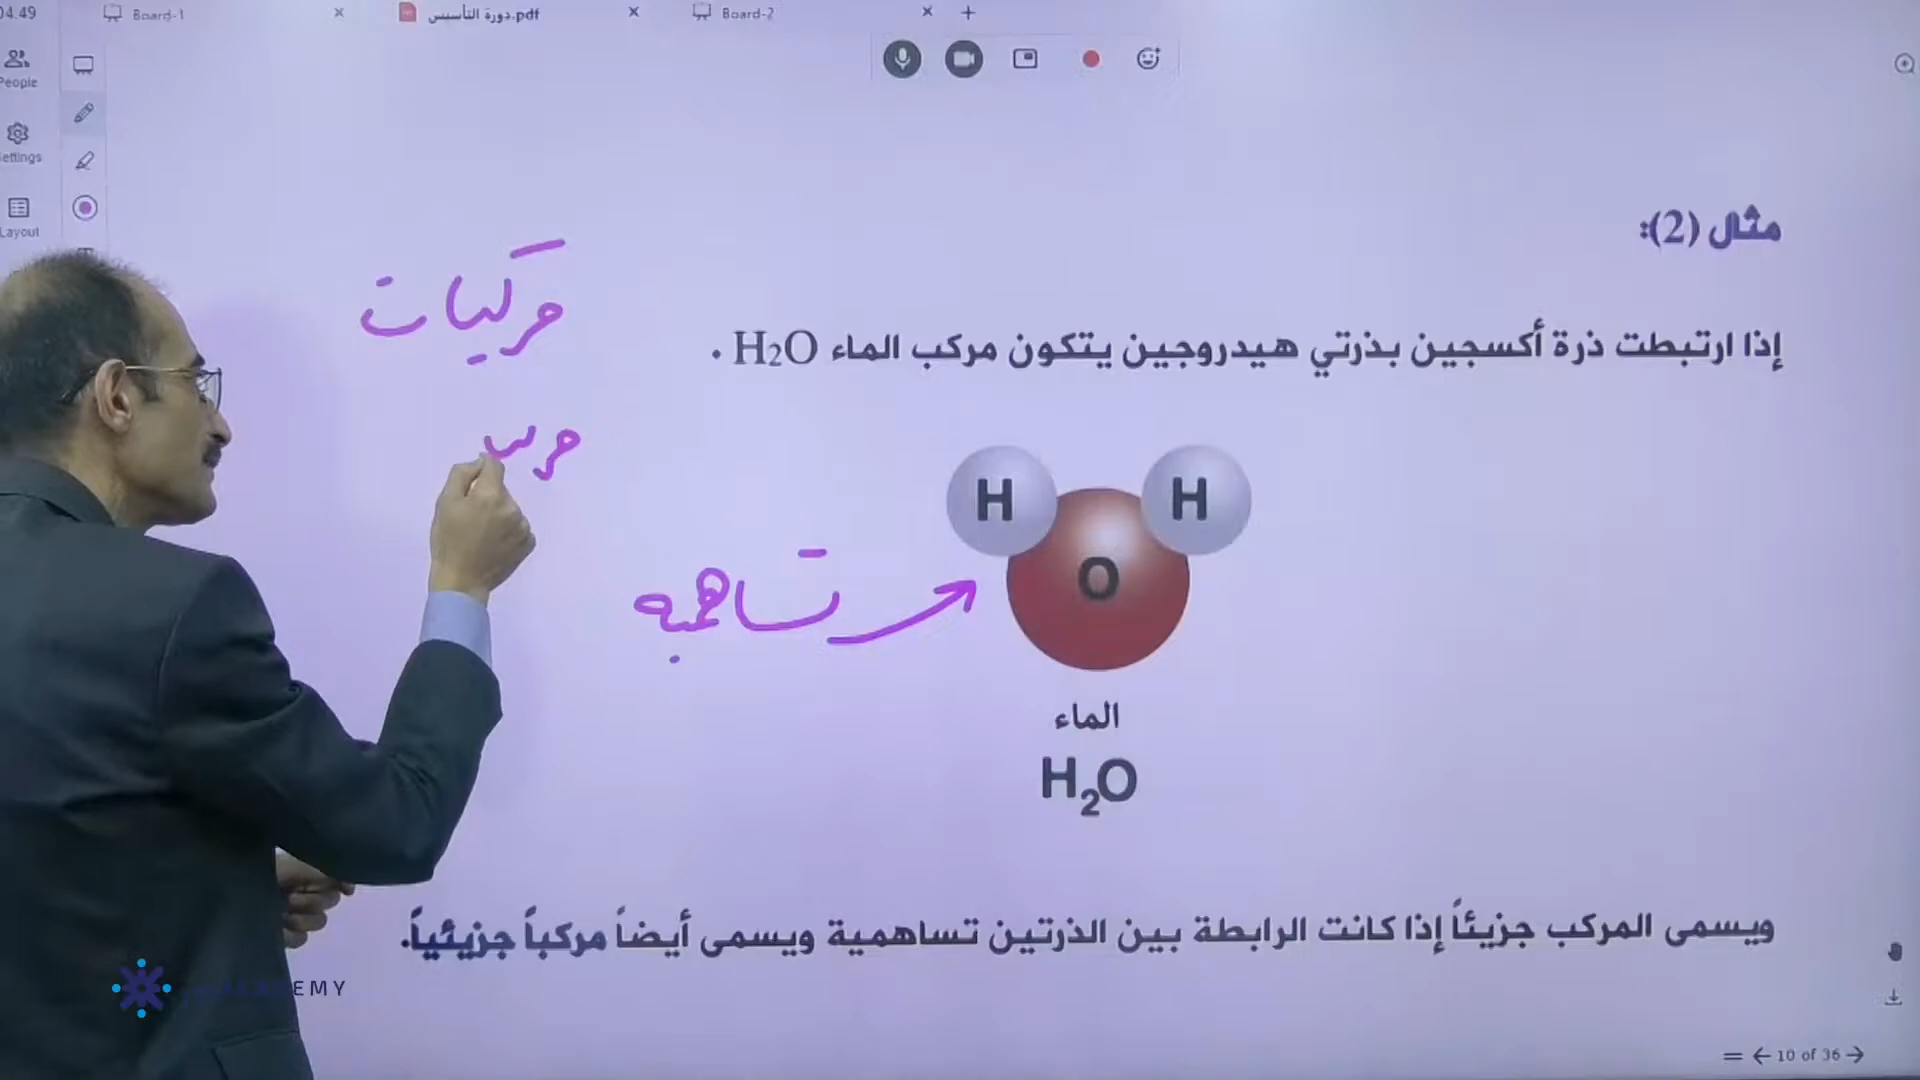 04.49
Board-1
دورة التأسيس.pdf
Board-2
People
Settings
Layout
مثال (2):
إذا ارتبطت ذرة أكسجين بذرتي هيدروجين يتكون مركب الماء H₂O .
مركبات
H
H
O
تساهمية
الماء
H₂O
ويسمى المركب جزيئاً إذا كانت الرابطة بين الذرتين تساهمية ويسمى أيضاً مركباً جزيئياً.
10 of 36